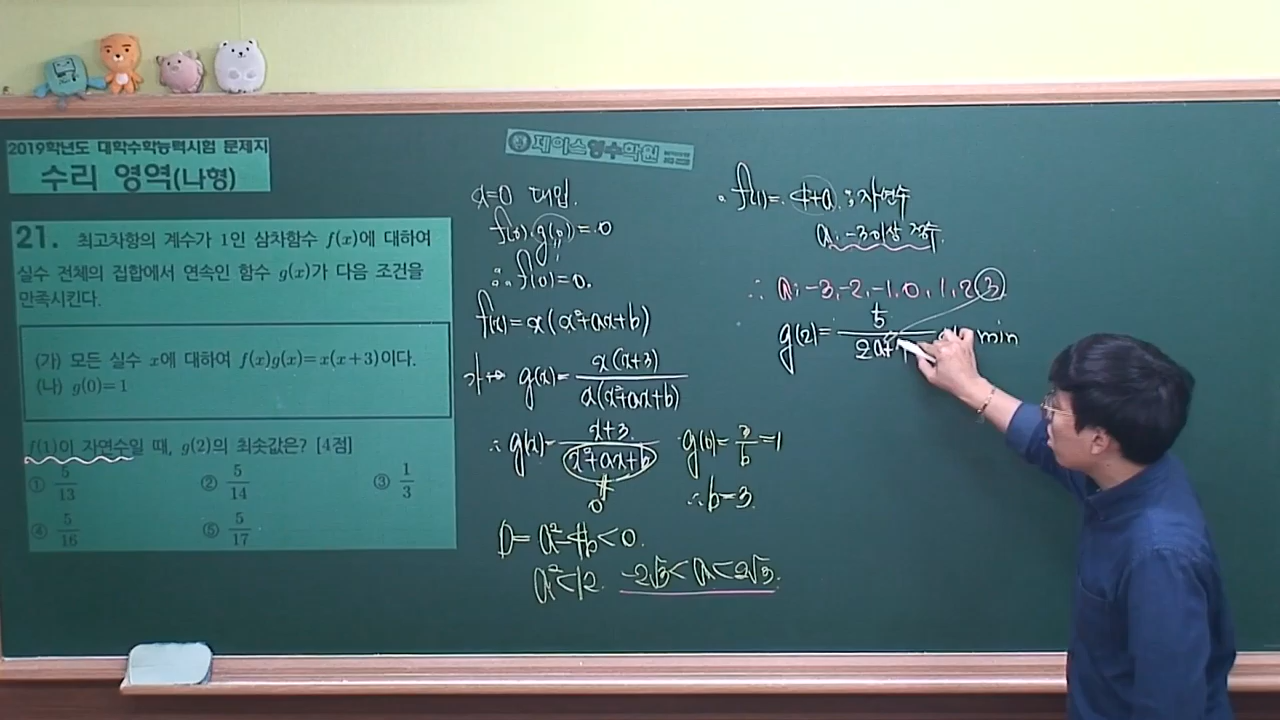 2019학년도 대학수학능력시험 문제지
수리 영역(나형)
제이스영수학원
21. 최고차항의 계수가 1인 삼차함수 f(x)에 대하여
실수 전체의 집합에서 연속인 함수 g(x)가 다음 조건을
만족시킨다.
(가) 모든 실수 x에 대하여 f(x)g(x)=x(x+3)이다.
(나) g(0)=1
f(1)이 자연수일 때, g(2)의 최솟값은? [4점]
① 5/13 ② 5/14 ③ 1/3
④ 5/16 ⑤ 5/17
x=0 대입.
f(0)·g(0)=0
∴ f(0)=0.
f(x)=x(x²+ax+b)
가→ g(x)= x(x+3) / x(x²+ax+b)
∴ g(x)= x+3 / x²+ax+b g(0)= 3/b =1
0 ∴ b=3
D= a²-4b<0.
a²<12. -2√3<a<2√3.
f(1)= 4+a : 자연수
a: -3이상 정수.
∴ a: -3, -2, -1, 0, 1, 2, 3
g(2)= 5 / 2a+7 min